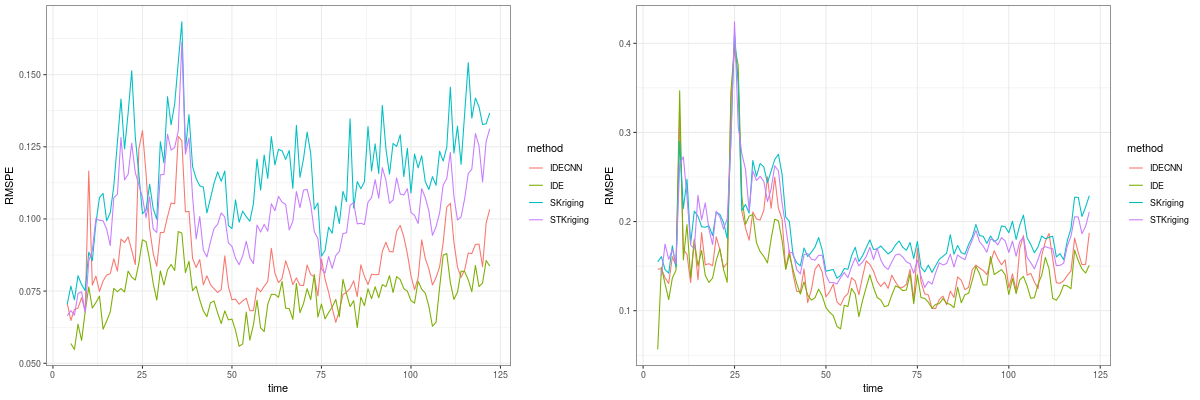 RMSPE
0.150
0.125
0.100
0.075
0.050
0
25
50
75
100
125
time
method
IDECNN
IDE
SKriging
STKriging
RMSPE
0.4
0.3
0.2
0.1
0
25
50
75
100
125
time
method
IDECNN
IDE
SKriging
STKriging